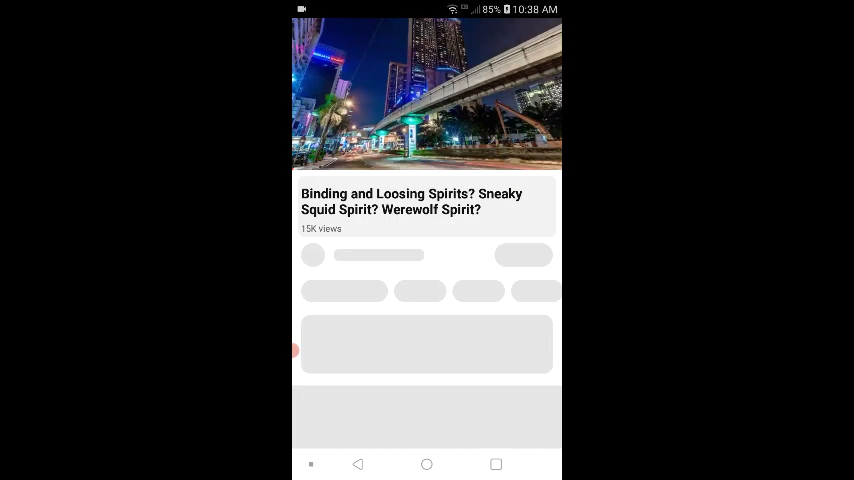 85% 10:38 AM
Binding and Loosing Spirits? Sneaky
Squid Spirit? Werewolf Spirit?
15K views